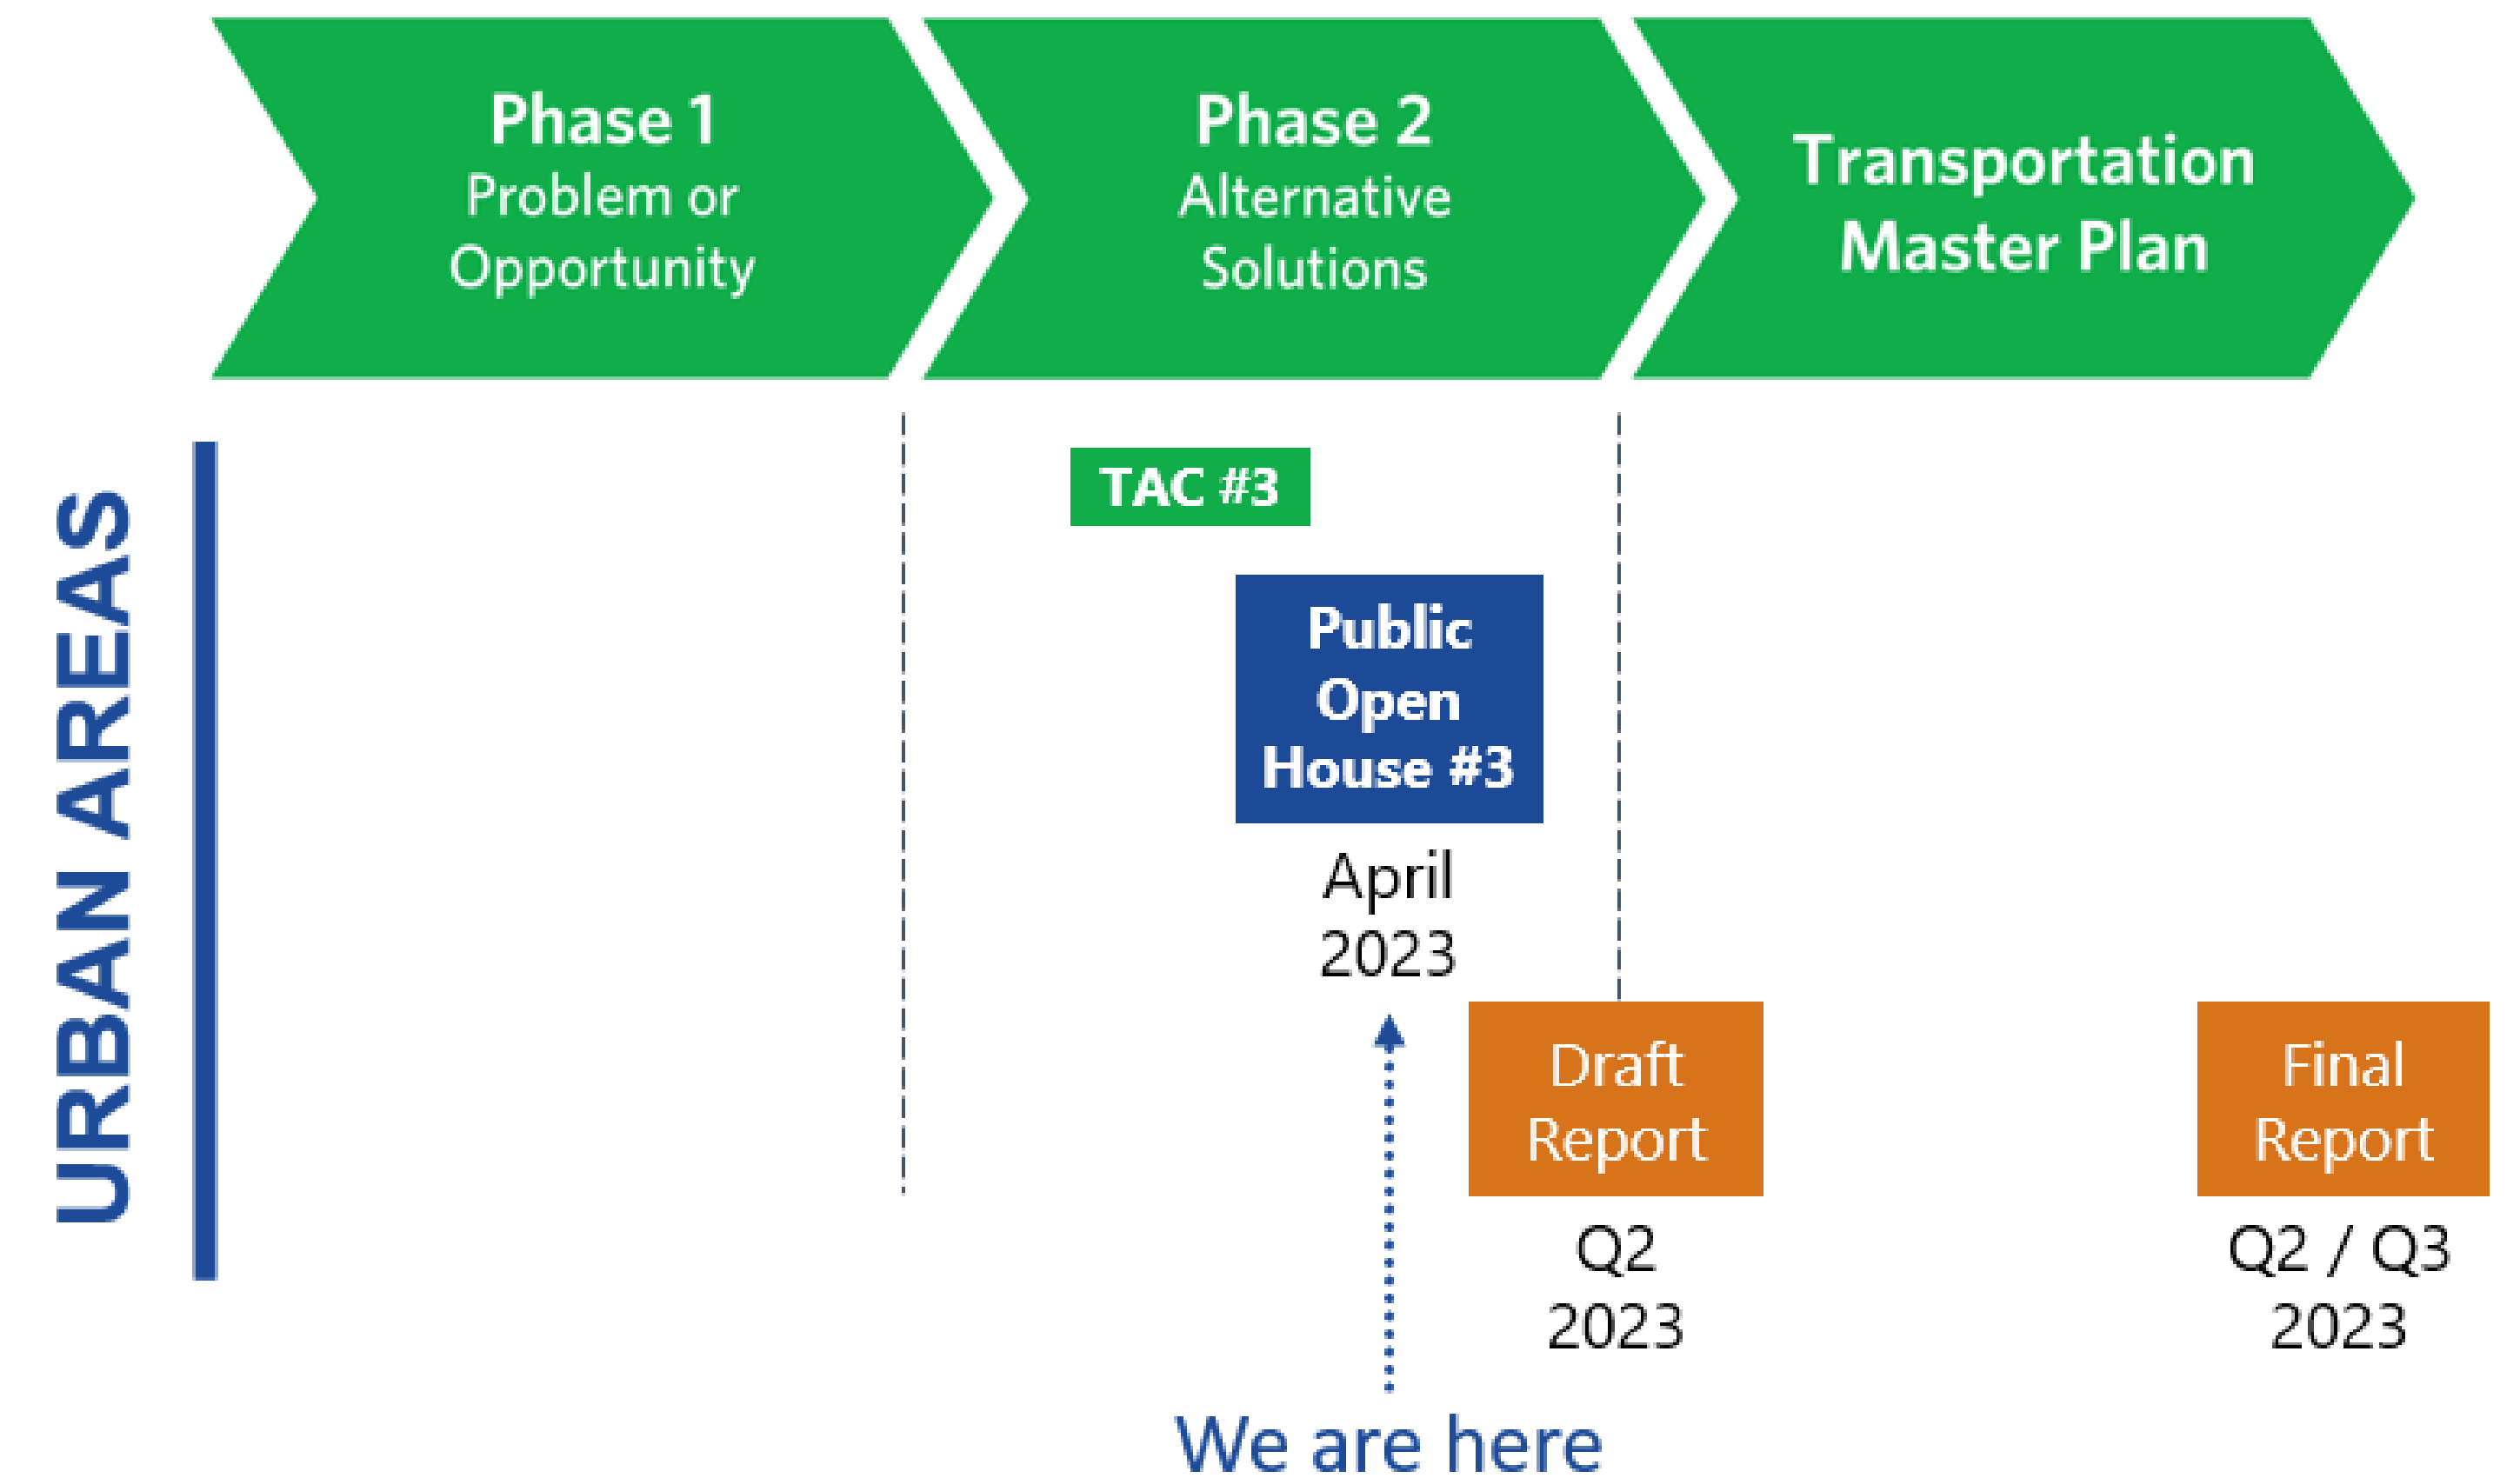 Phase 1
Problem or
Opportunity
Phase 2
Alternative
Solutions
Transportation
Master Plan
URBAN AREAS
TAC #3
Public
Open
House #3
April
2023
Draft
Report
Q2
2023
Final
Report
Q2 / Q3
2023
We are here